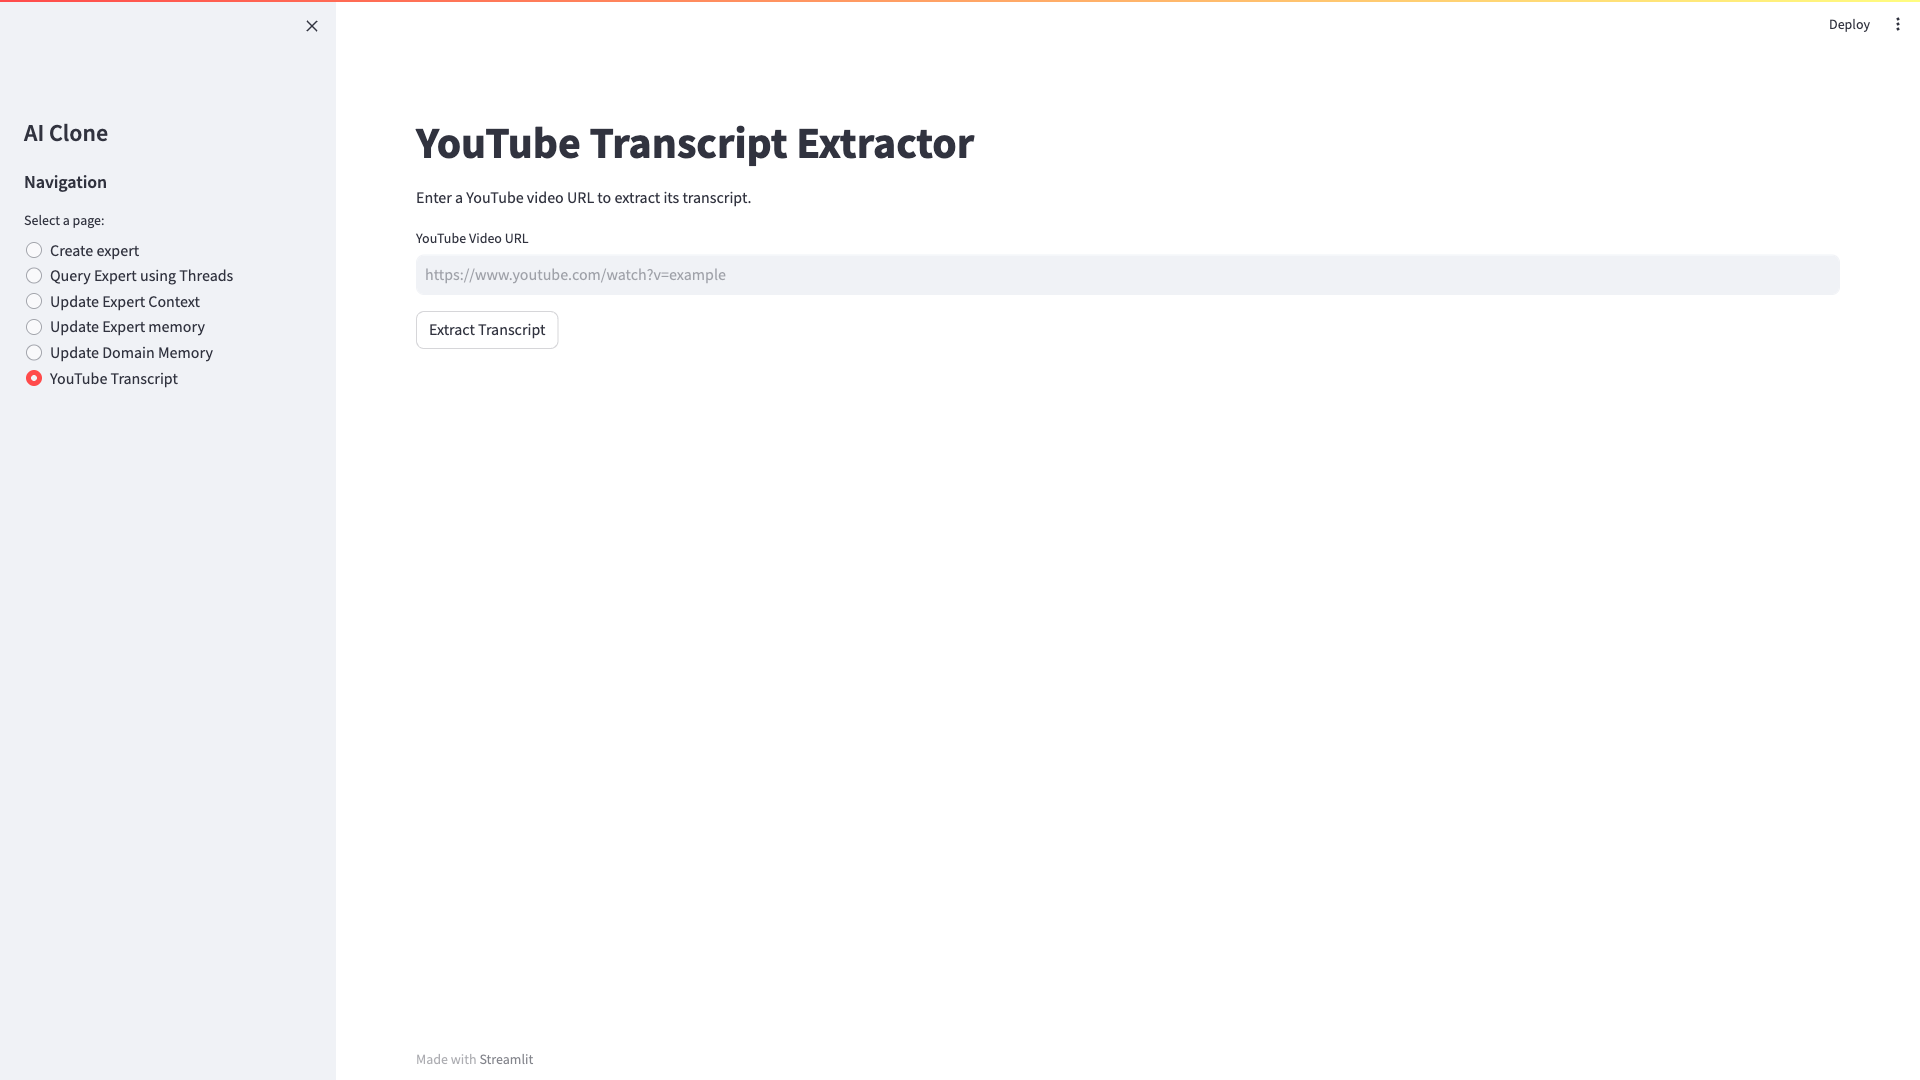 Deploy
AI Clone
Navigation
Select a page:
Create expert
Query Expert using Threads
Update Expert Context
Update Expert memory
Update Domain Memory
YouTube Transcript
YouTube Transcript Extractor
Enter a YouTube video URL to extract its transcript.
YouTube Video URL
https://www.youtube.com/watch?v=example
Extract Transcript
Made with Streamlit